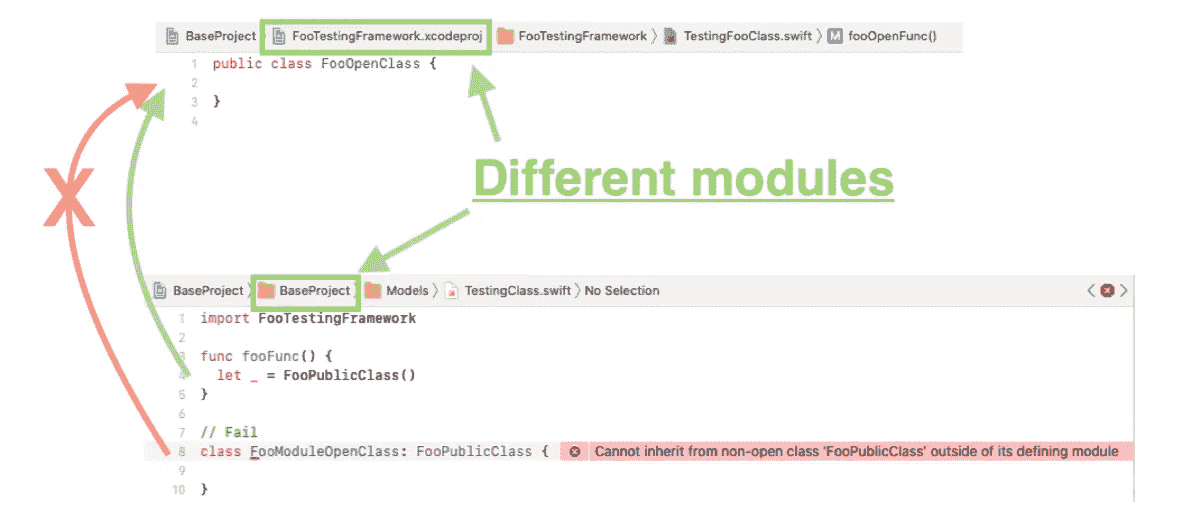 BaseProject FooTestingFramework.xcodeproj FooTestingFramework 〉 TestingFooClass.swift 〉 M fooOpenFunc()
1 public class FooOpenClass {
2
3 }
4
X
Different modules
BaseProject 〉 BaseProject 〉 Models 〉 TestingClass.swift 〉 No Selection < >
1 import FooTestingFramework
2
3 func fooFunc() {
4 let _ = FooPublicClass()
5 }
6
7 // Fail
8 class FooModuleOpenClass: FooPublicClass { Cannot inherit from non-open class 'FooPublicClass' outside of its defining module
9
10 }